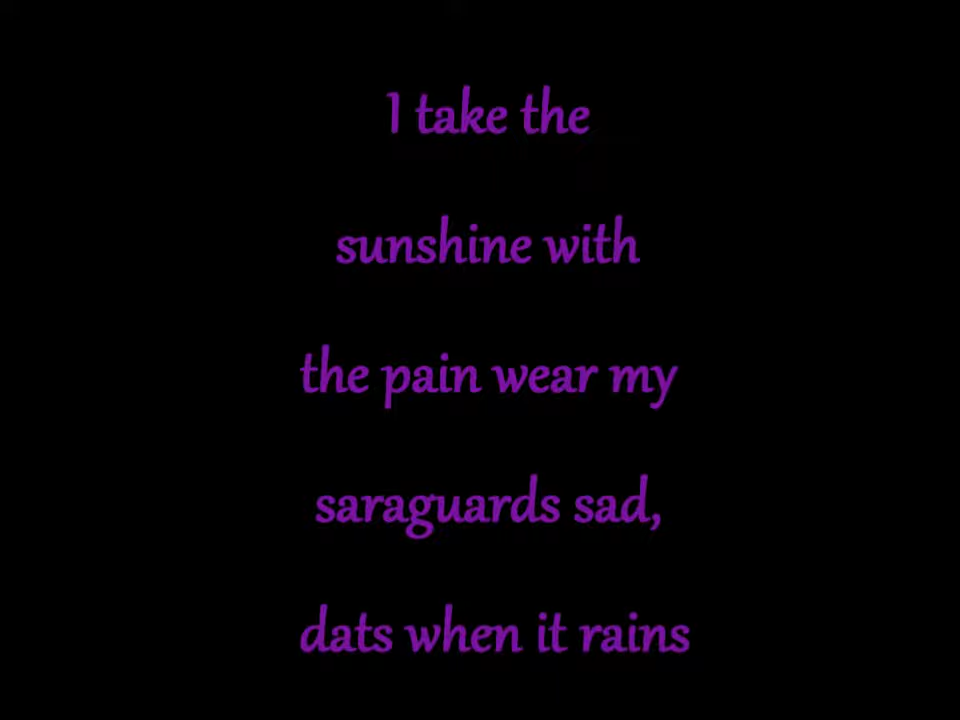 I take the
sunshine with
the pain wear my
saraguards sad,
dats when it rains